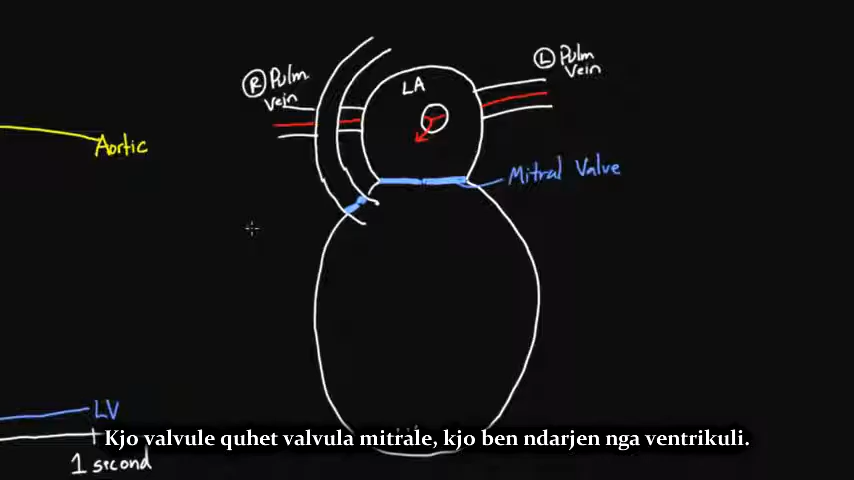 Ⓡ Pulm
vein
LA
Ⓛ Pulm
vein
Aortic
Mitral Valve
LV
Kjo valvule quhet valvula mitrale, kjo ben ndarjen nga ventrikuli.
1 second